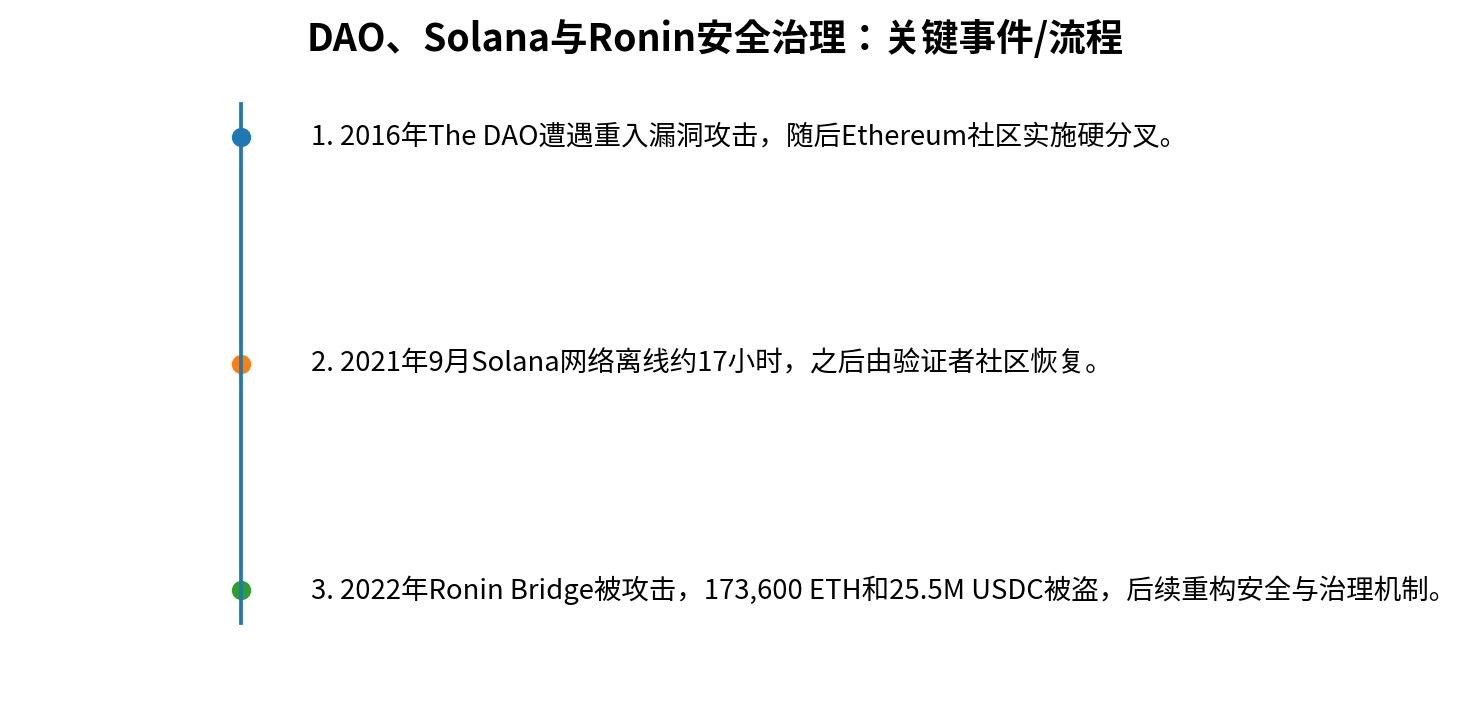 DAO、Solana与Ronin安全治理：关键事件/流程
1. 2016年The DAO遭遇重入漏洞攻击，随后Ethereum社区实施硬分叉。
2. 2021年9月Solana网络离线约17小时，之后由验证者社区恢复。
3. 2022年Ronin Bridge被攻击，173,600 ETH和25.5M USDC被盗，后续重构安全与治理机制。